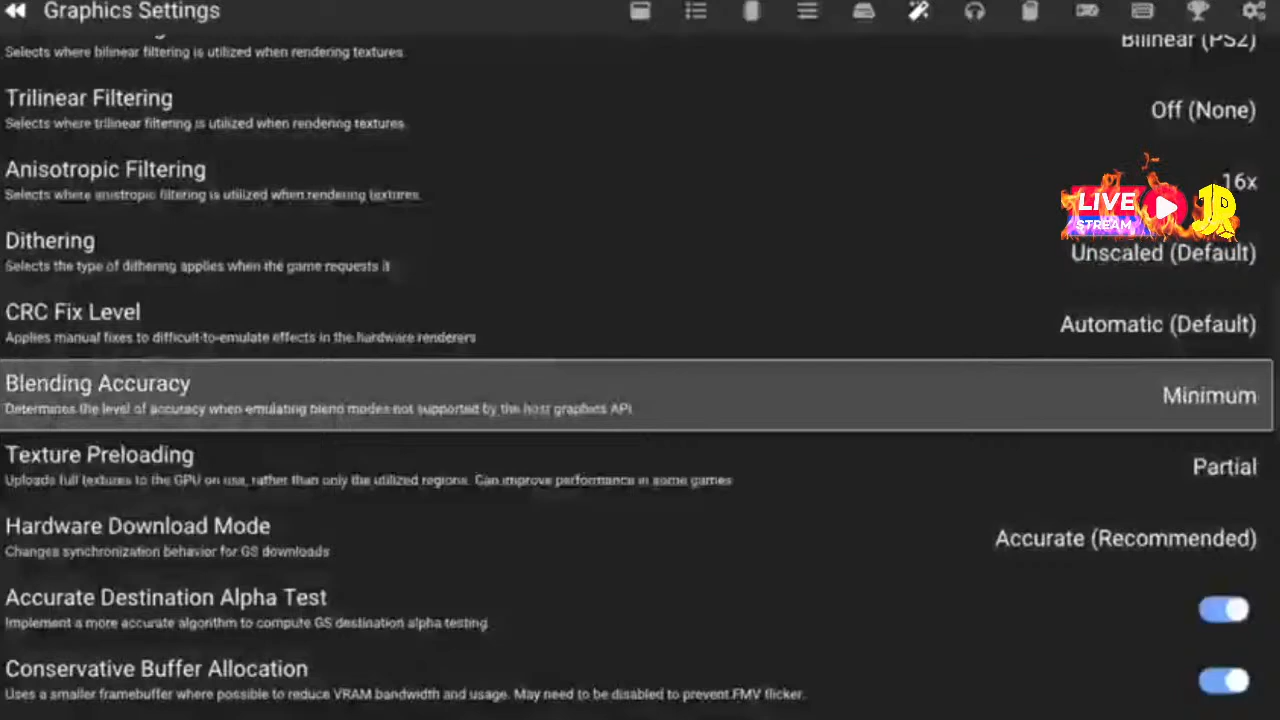 Graphics Settings
Selects where bilinear filtering is utilized when rendering textures.
Bilinear (PS2)
Trilinear Filtering
Selects where trilinear filtering is utilized when rendering textures.
Off (None)
Anisotropic Filtering
Selects where anistropic filtering is utilized when rendering textures.
16x
LIVE
STREAM
JR
Dithering
Selects the type of dithering applies when the game requests it
Unscaled (Default)
CRC Fix Level
Applies manual fixes to difficult-to-emulate effects in the hardware renderers
Automatic (Default)
Blending Accuracy
Determines the level of accuracy when emulating blend modes not supported by the host graphics API.
Minimum
Texture Preloading
Uploads full textures to the GPU on use, rather than only the utilized regions. Can improve performance in some games
Partial
Hardware Download Mode
Changes synchronization behavior for GS downloads
Accurate (Recommended)
Accurate Destination Alpha Test
Implement a more accurate algorithm to compute GS destination alpha testing
Conservative Buffer Allocation
Uses a smaller framebuffer where possible to reduce VRAM bandwidth and usage. May need to be disabled to prevent FMV flicker.